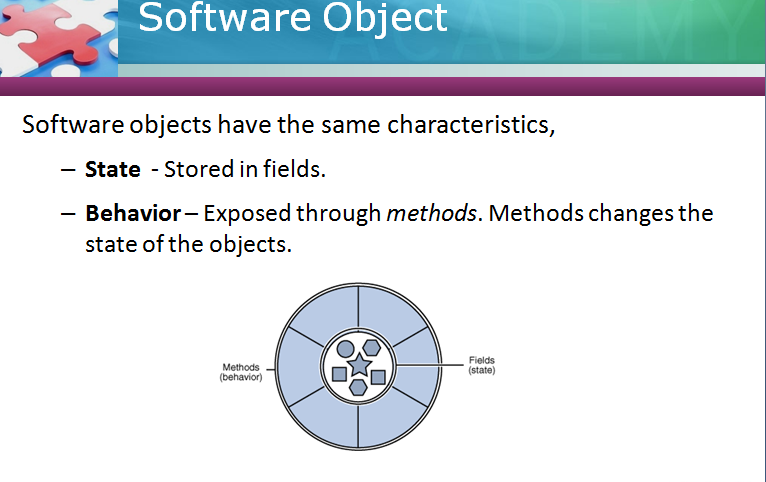 Software Object
ACADEMY
Software objects have the same characteristics,
– State - Stored in fields.
– Behavior – Exposed through methods. Methods changes the
state of the objects.
Methods
(behavior)
Fields
(state)